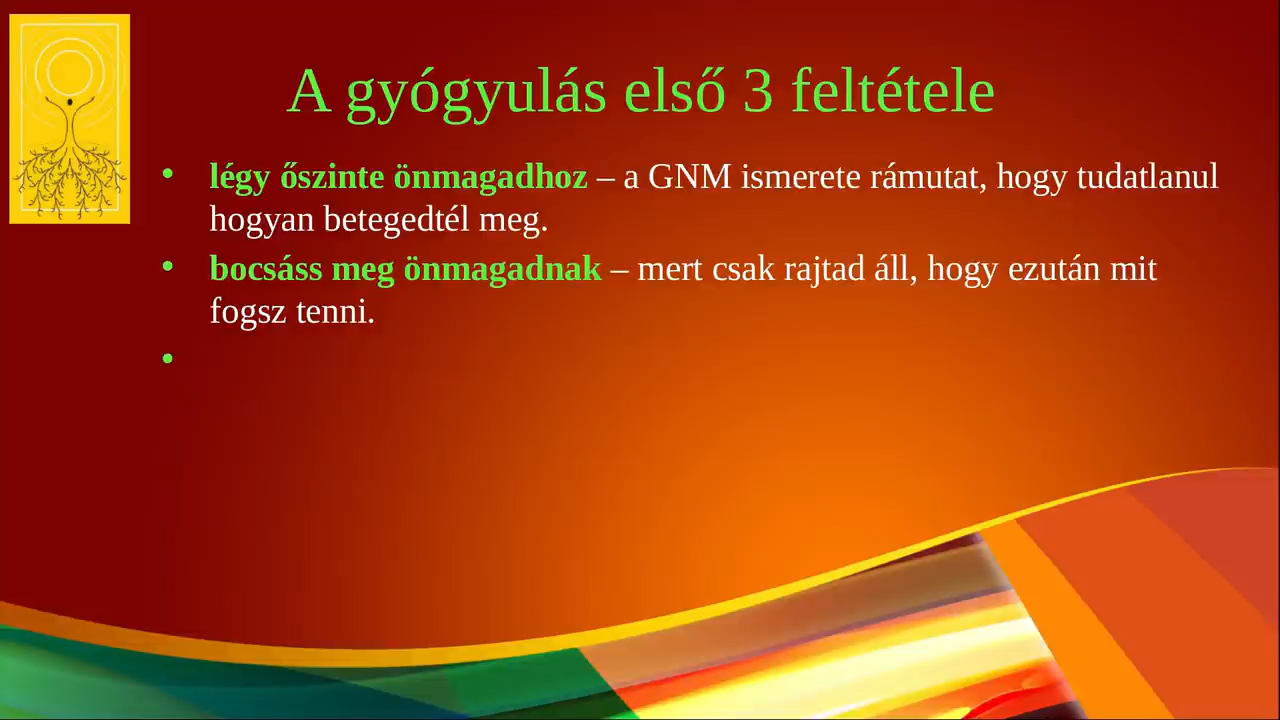 A gyógyulás első 3 feltétele
• légy őszinte önmagadhoz – a GNM ismerete rámutat, hogy tudatlanul
hogyan betegedtél meg.
• bocsáss meg önmagadnak – mert csak rajtad áll, hogy ezután mit
fogsz tenni.
•